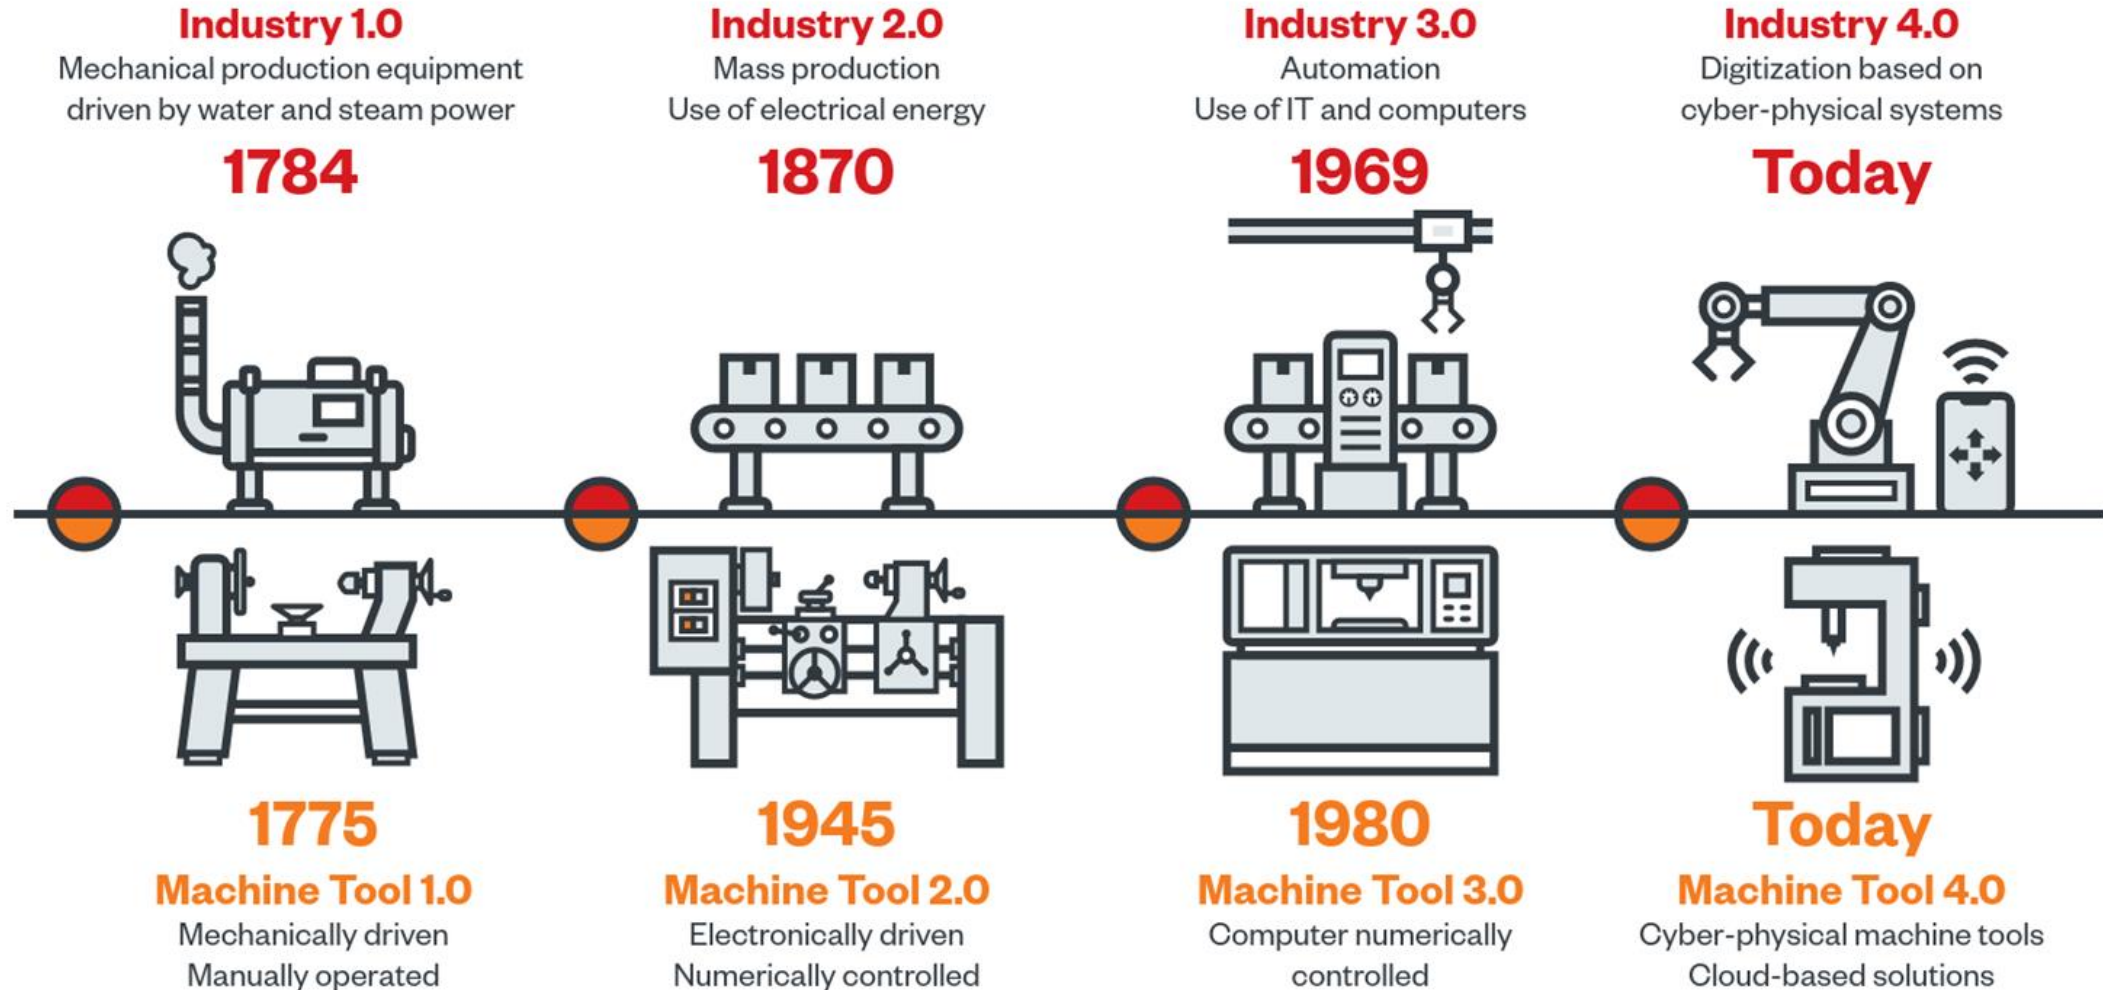 Industry 1.0
Mechanical production equipment
driven by water and steam power
1784
Industry 2.0
Mass production
Use of electrical energy
1870
Industry 3.0
Automation
Use of IT and computers
1969
Industry 4.0
Digitization based on
cyber-physical systems
Today
1775
Machine Tool 1.0
Mechanically driven
Manually operated
1945
Machine Tool 2.0
Electronically driven
Numerically controlled
1980
Machine Tool 3.0
Computer numerically
controlled
Today
Machine Tool 4.0
Cyber-physical machine tools
Cloud-based solutions